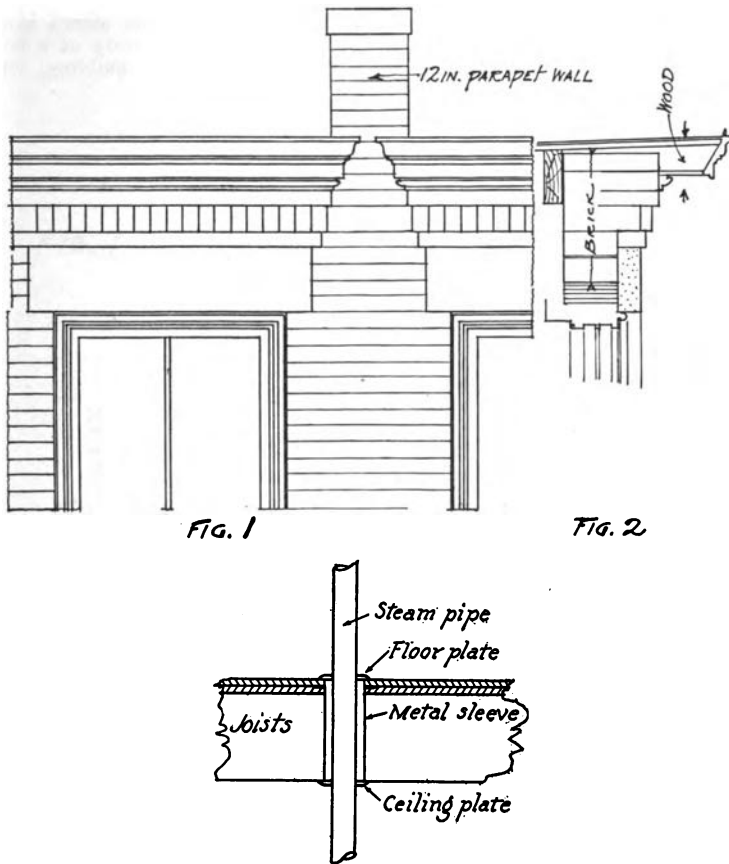 12IN. PARAPET WALL
WOOD
BRICK
FIG. 1
FIG. 2
Steam pipe
Floor plate
Joists
Metal sleeve
Ceiling plate